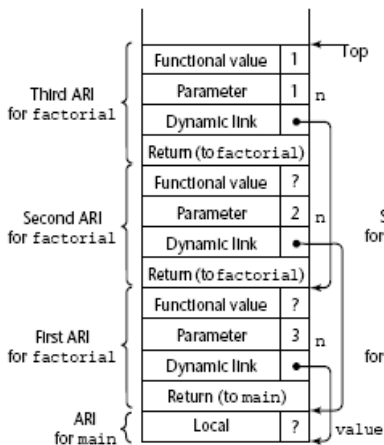 Top
Functional value 1
Third ARI
for factorial
Parameter 1 n
Dynamic link
Return (to factorial)
Functional value ?
Second ARI
for factorial
Parameter 2 n
Dynamic link
Return (to factorial)
Functional value ?
First ARI
for factorial
Parameter 3 n
Dynamic link
Return (to main)
ARI
for main
Local ? value
S
for
for